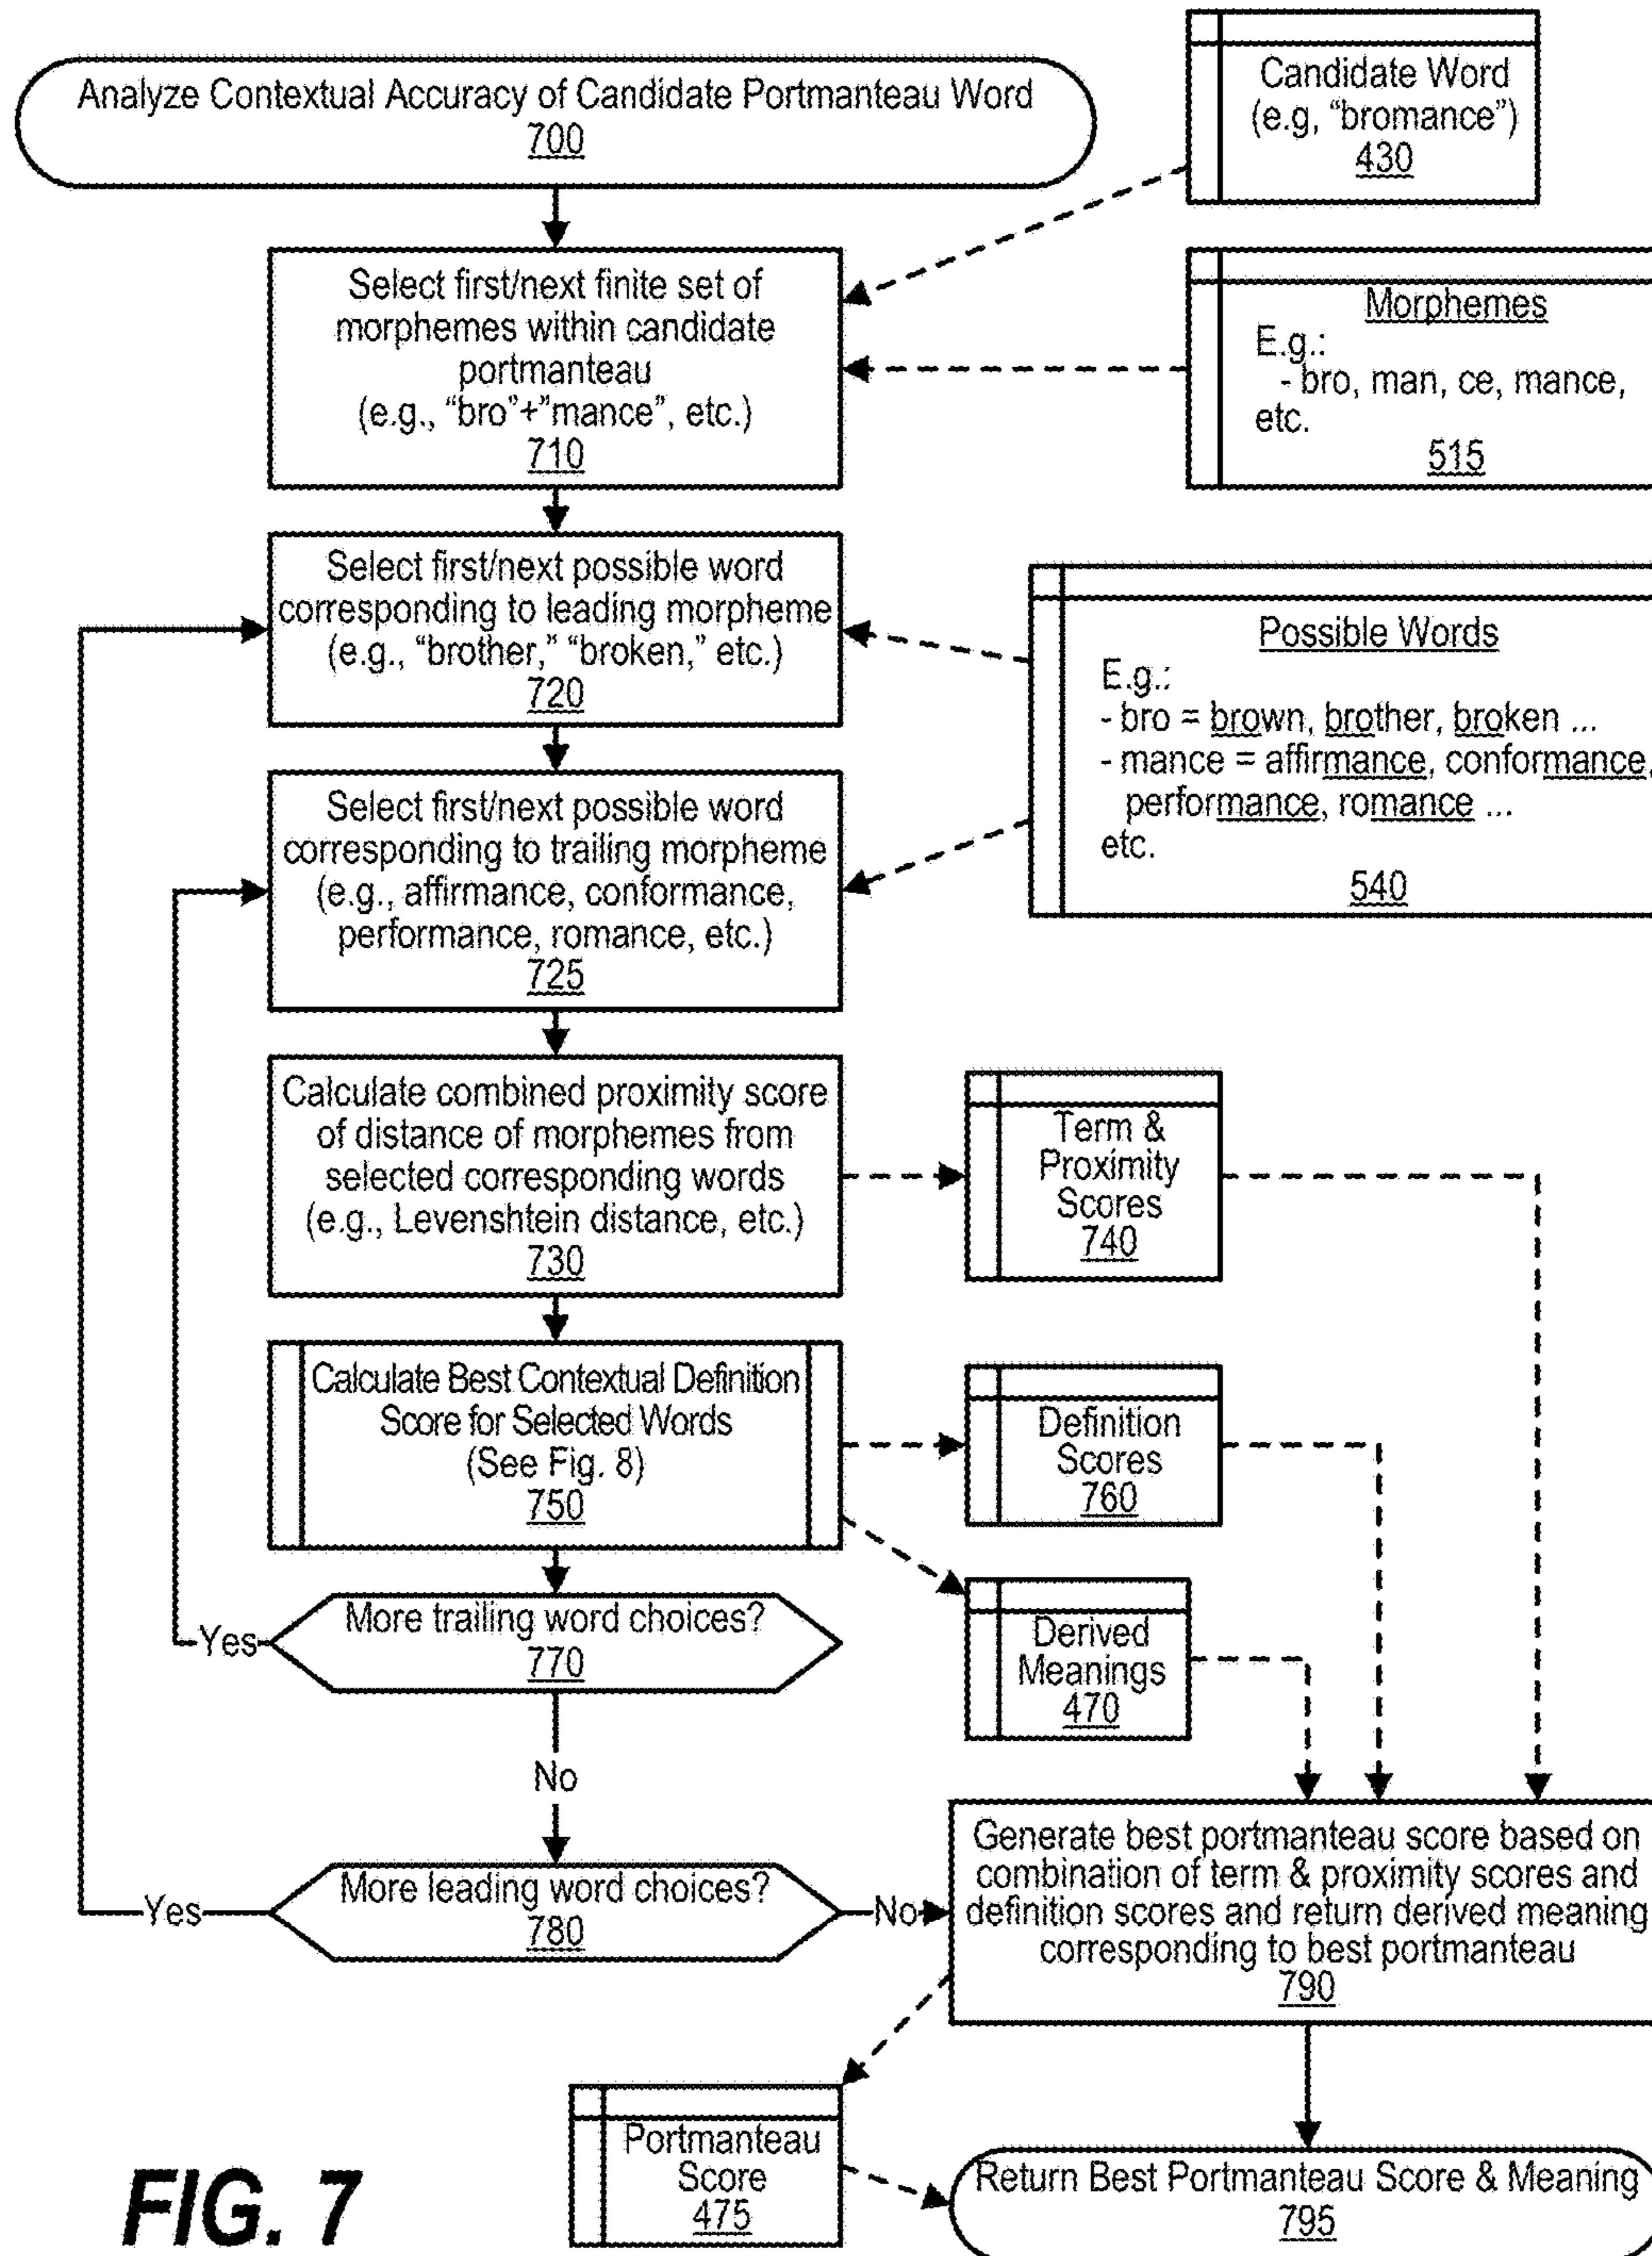 Analyze Contextual Accuracy of Candidate Portmanteau Word
700
Candidate Word
(e.g, “bromance”)
430
Select first/next finite set of
morphemes within candidate
portmanteau
(e.g., “bro”+”mance”, etc.)
710
Morphemes
E.g.:
- bro, man, ce, mance,
etc.
515
Select first/next possible word
corresponding to leading morpheme
(e.g., “brother,” “broken,” etc.)
720
Possible Words
E.g.:
- bro = brown, brother, broken ...
- mance = affirmance, conformance,
performance, romance ...
etc.
540
Select first/next possible word
corresponding to trailing morpheme
(e.g., affirmance, conformance,
performance, romance, etc.)
725
Calculate combined proximity score
of distance of morphemes from
selected corresponding words
(e.g., Levenshtein distance, etc.)
730
Term &
Proximity
Scores
740
Calculate Best Contextual Definition
Score for Selected Words
(See Fig. 8)
750
Definition
Scores
760
More trailing word choices?
770
Yes
Derived
Meanings
470
No
More leading word choices?
780
Yes
No
Generate best portmanteau score based on
combination of term & proximity scores and
definition scores and return derived meaning
corresponding to best portmanteau
790
Portmanteau
Score
475
Return Best Portmanteau Score & Meaning
795
FIG. 7